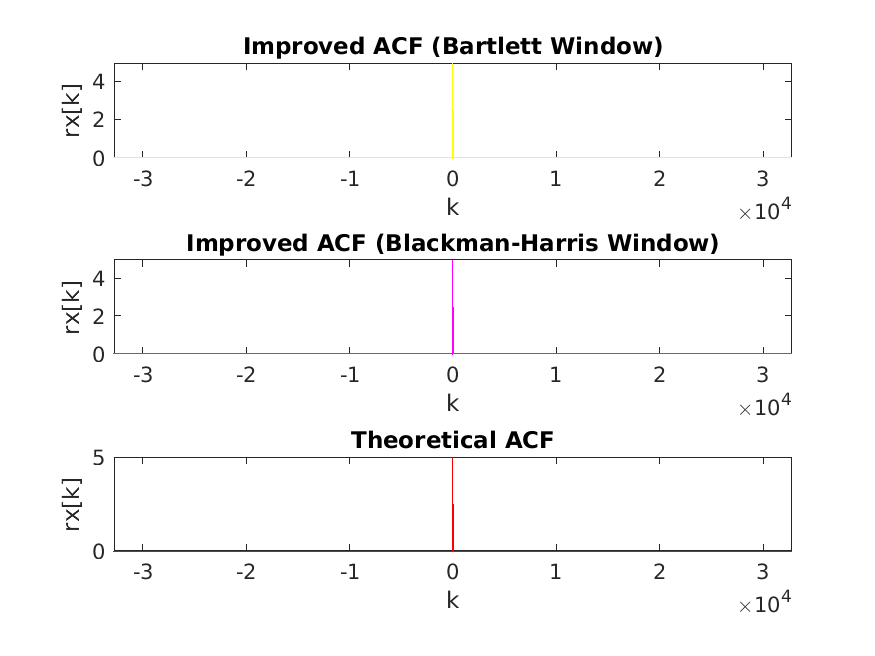 Improved ACF (Bartlett Window)
rx[k]
4
2
0
-3 -2 -1 0 1 2 3
k
×10^4
Improved ACF (Blackman-Harris Window)
rx[k]
4
2
0
-3 -2 -1 0 1 2 3
k
×10^4
Theoretical ACF
rx[k]
5
0
-3 -2 -1 0 1 2 3
k
×10^4